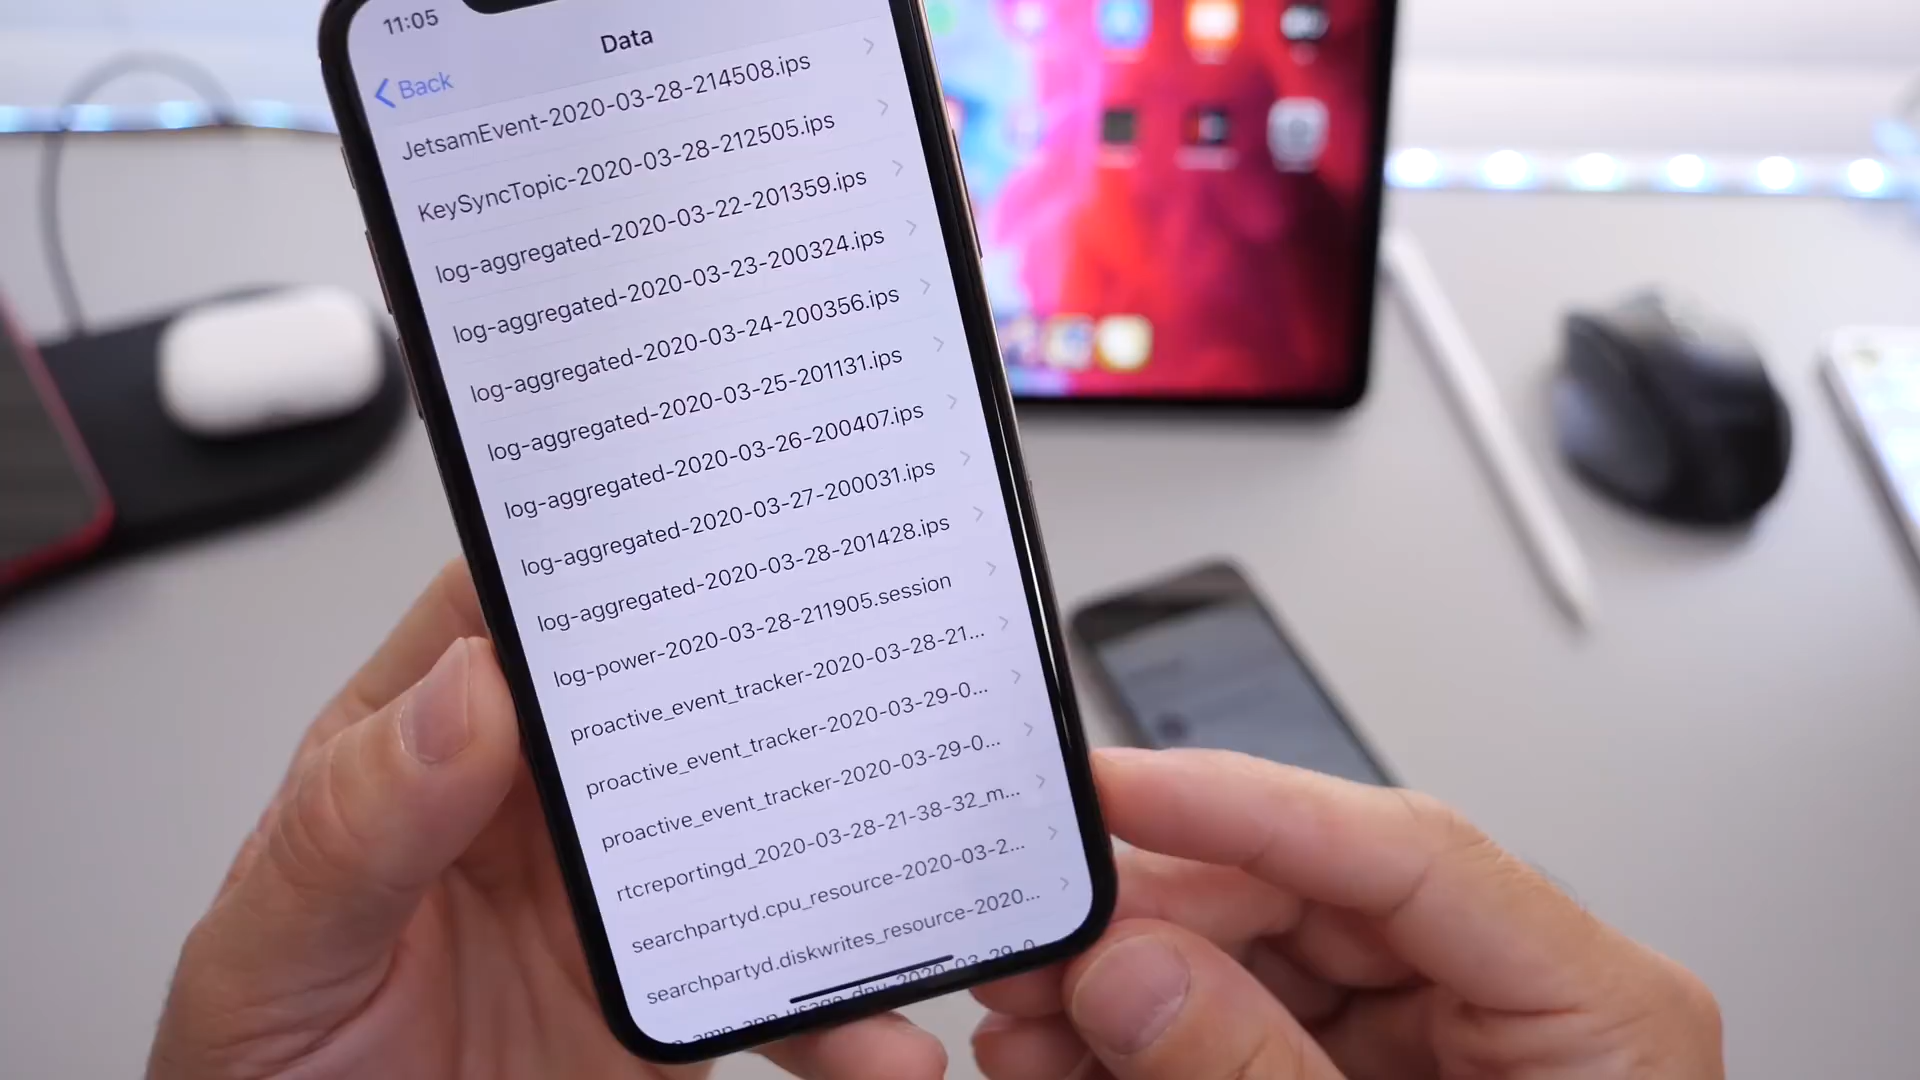 11:05
Data
Back
JetsamEvent-2020-03-28-214508.ips
KeySyncTopic-2020-03-28-212505.ips
log-aggregated-2020-03-22-201359.ips
log-aggregated-2020-03-23-200324.ips
log-aggregated-2020-03-24-200356.ips
log-aggregated-2020-03-25-201131.ips
log-aggregated-2020-03-26-200407.ips
log-aggregated-2020-03-27-200031.ips
log-aggregated-2020-03-28-201428.ips
log-power-2020-03-28-211905.session
proactive_event_tracker-2020-03-28-21...
proactive_event_tracker-2020-03-29-0...
proactive_event_tracker-2020-03-29-0...
rtcreportingd_2020-03-28-21-38-32_m...
searchpartyd.cpu_resource-2020-03-2...
searchpartyd.diskwrites_resource-2020...